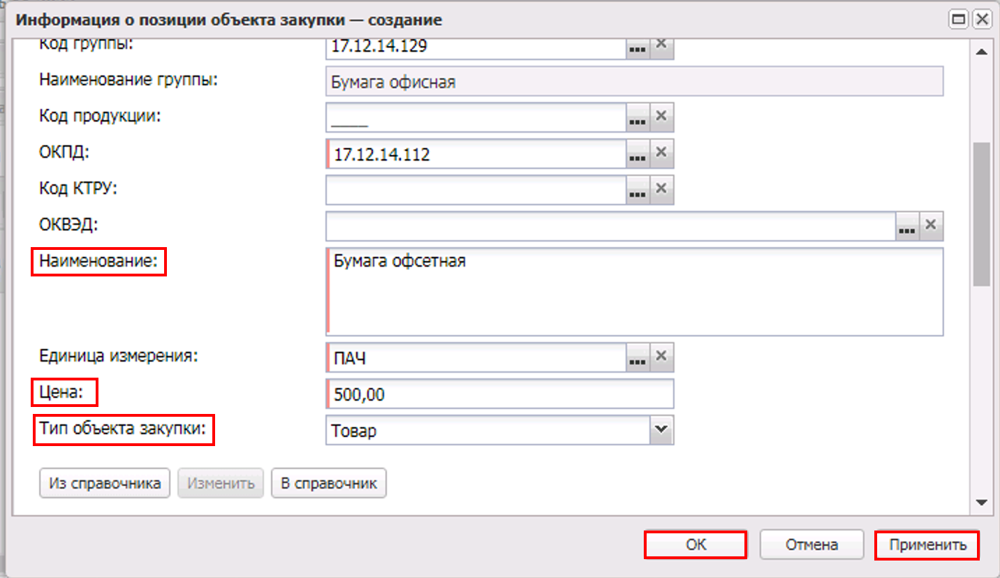 Информация о позиции объекта закупки — создание
Код группы: 17.12.14.129
Наименование группы: Бумага офисная
Код продукции: ____
ОКПД: 17.12.14.112
Код КТРУ:
ОКВЭД:
Наименование: Бумага офсетная
Единица измерения: ПАЧ
Цена: 500,00
Тип объекта закупки: Товар
Из справочника Изменить В справочник
ОК Отмена Применить